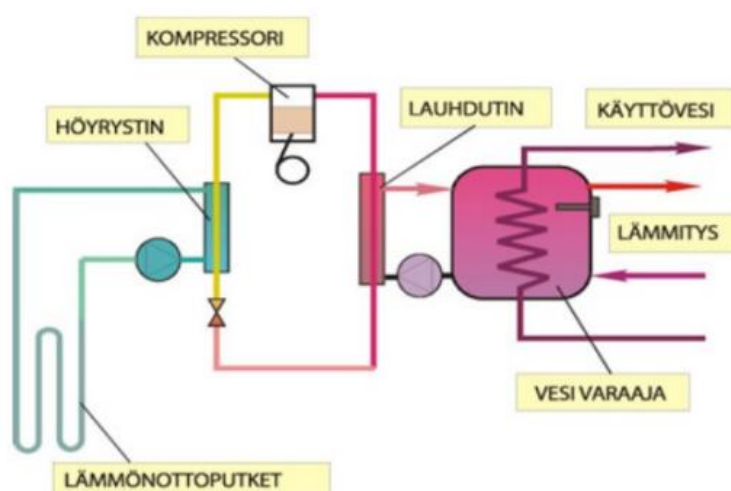 KOMPRESSORI
HÖYRYSTIN
LAUHDUTIN
KÄYTTÖVESI
LÄMMITYS
VESI VARAAJA
LÄMMÖNOTTOPUTKET